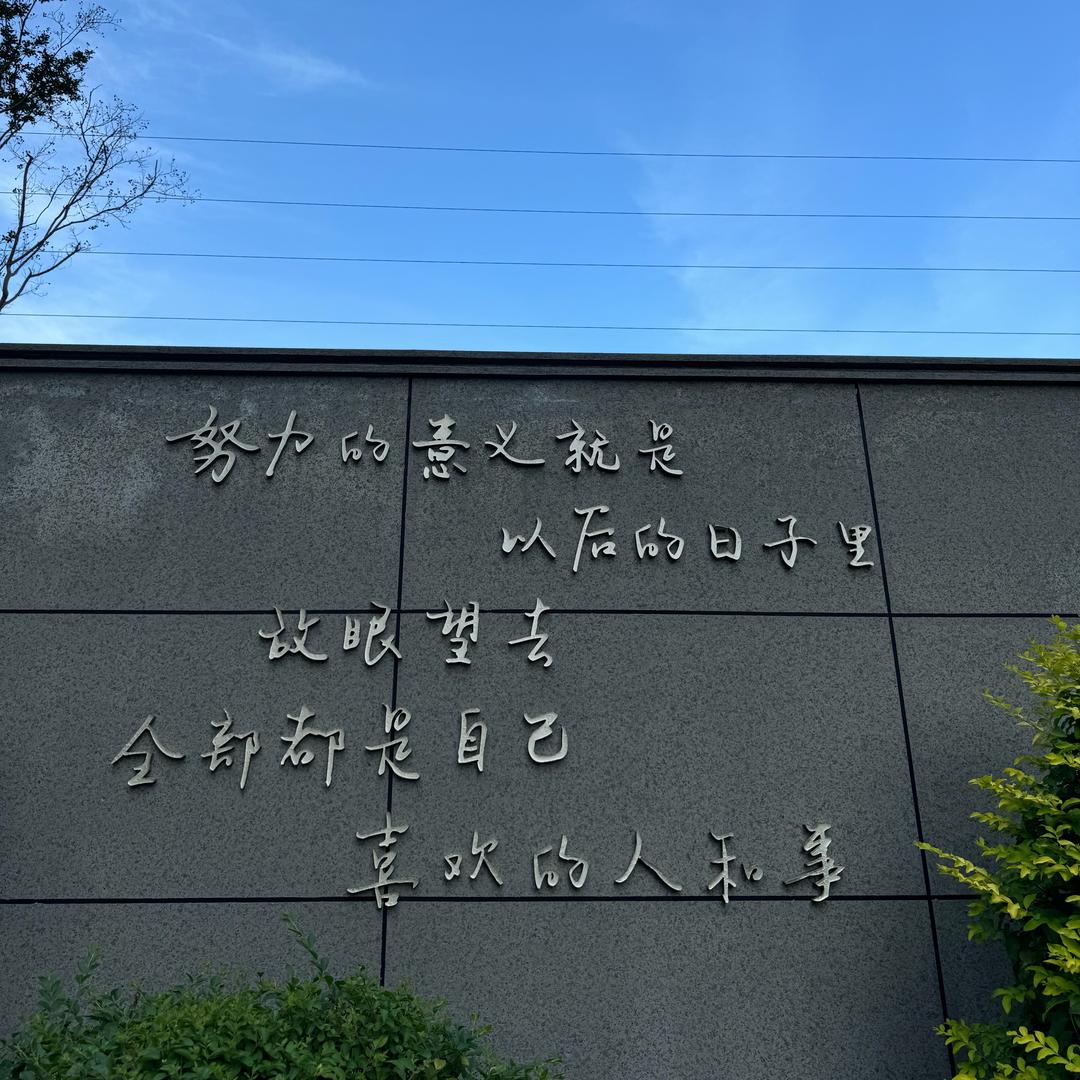 努力的意义就是
以后的日子里
放眼望去
全部都是自己
喜欢的人和事